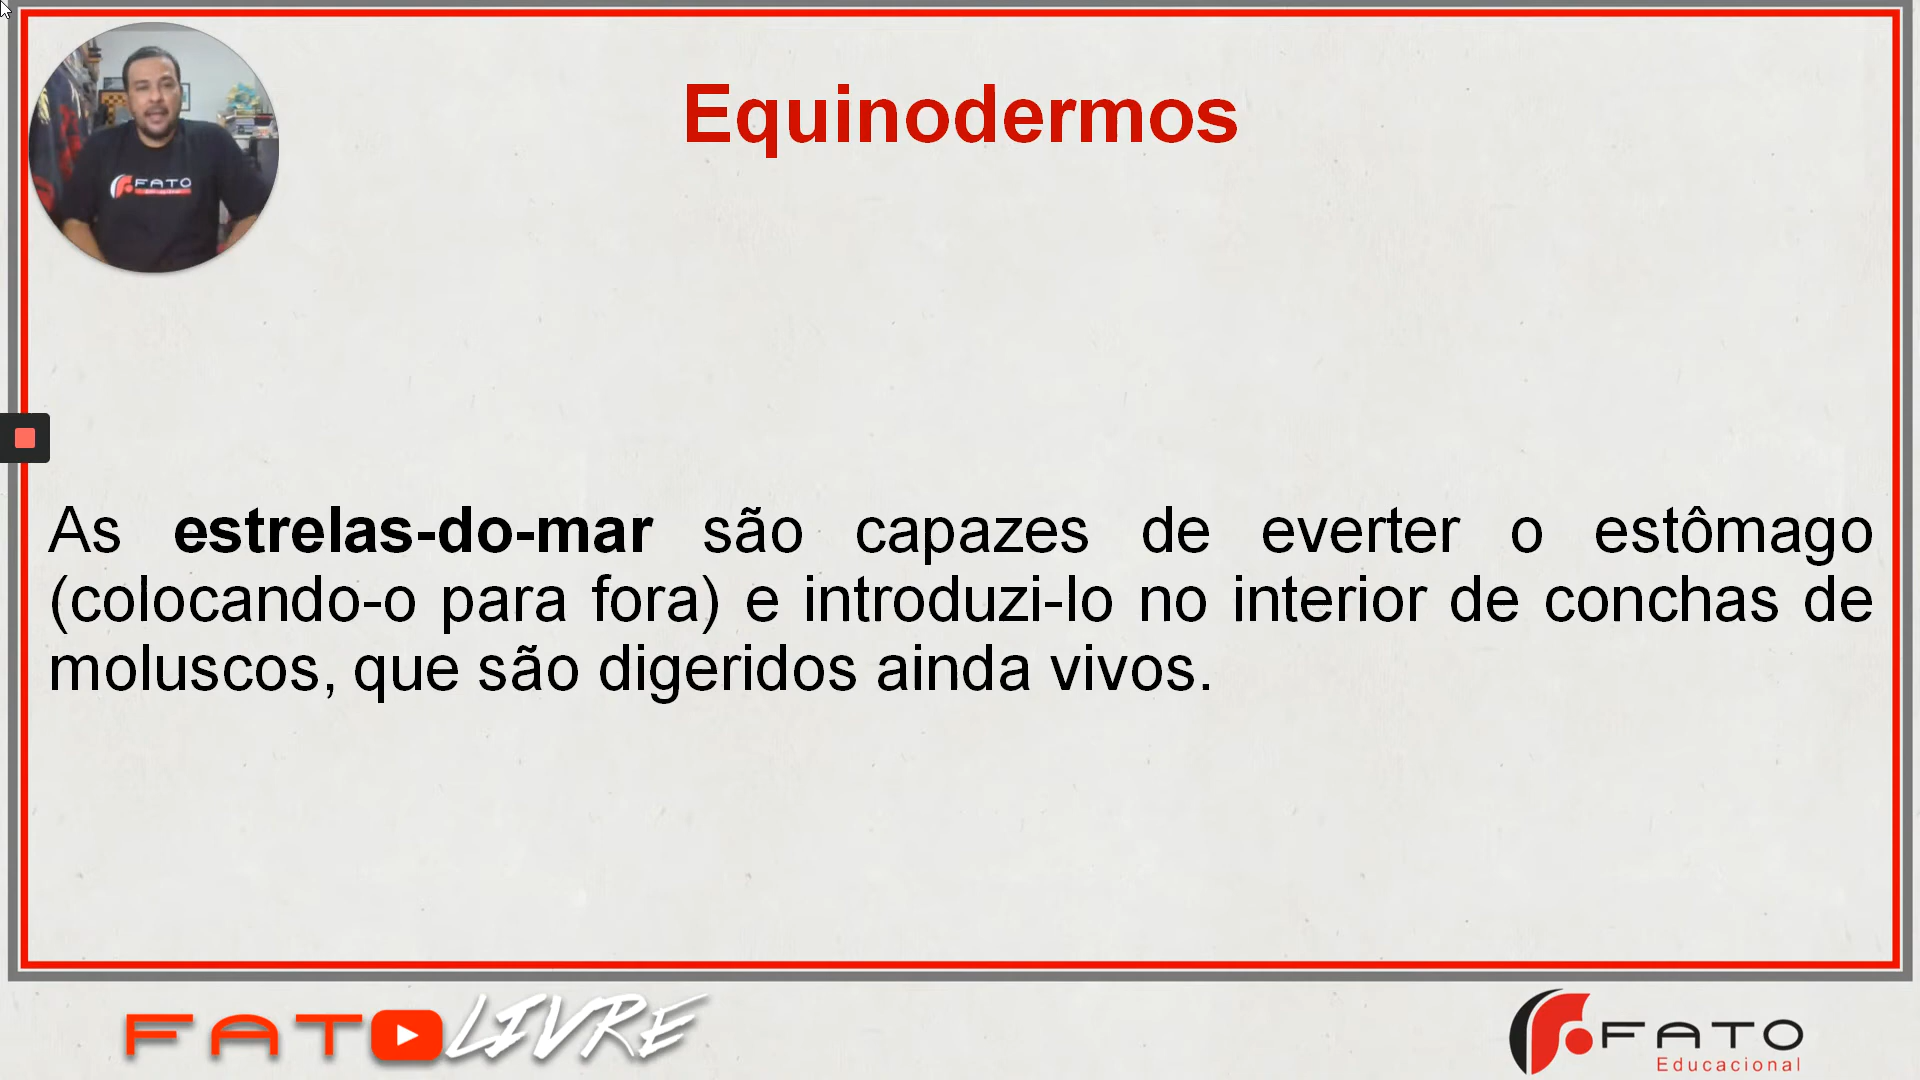 Equinodermos
FATO
As estrelas-do-mar são capazes de everter o estômago
(colocando-o para fora) e introduzi-lo no interior de conchas de
moluscos, que são digeridos ainda vivos.
FATO LIVRE
FATO
Educacional